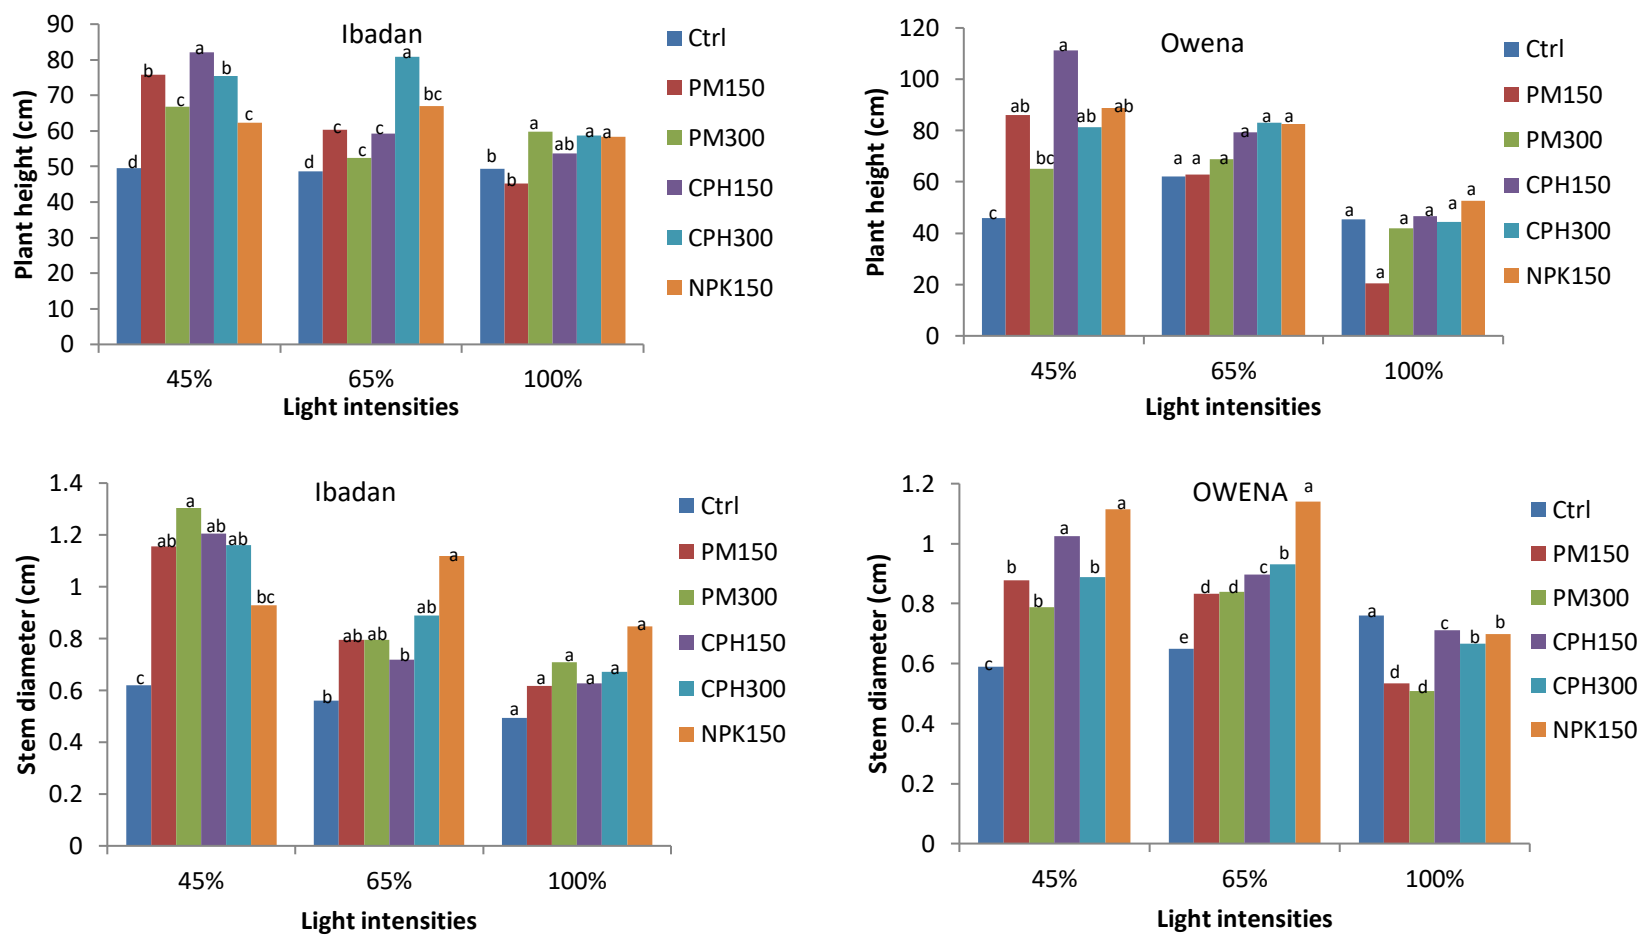 Ibadan
Plant height (cm)
90
80
70
60
50
40
30
20
10
0
d b c a b c
d c c c a bc
b b a ab a a
45% 65% 100%
Light intensities
Ctrl
PM150
PM300
CPH150
CPH300
NPK150
Owena
Plant height (cm)
120
100
80
60
40
20
0
c ab bc a ab ab
a a a a a a
a a a a a a
45% 65% 100%
Light intensities
Ctrl
PM150
PM300
CPH150
CPH300
NPK150
Ibadan
Stem diameter (cm)
1.4
1.2
1
0.8
0.6
0.4
0.2
0
c ab a ab ab bc
b ab ab b ab a
a a a a a a
45% 65% 100%
Light intensities
Ctrl
PM150
PM300
CPH150
CPH300
NPK150
OWENA
Stem diameter (cm)
1.2
1
0.8
0.6
0.4
0.2
0
c b b a b a
e d d c b a
a d d c b b
45% 65% 100%
Light intensities
Ctrl
PM150
PM300
CPH150
CPH300
NPK150